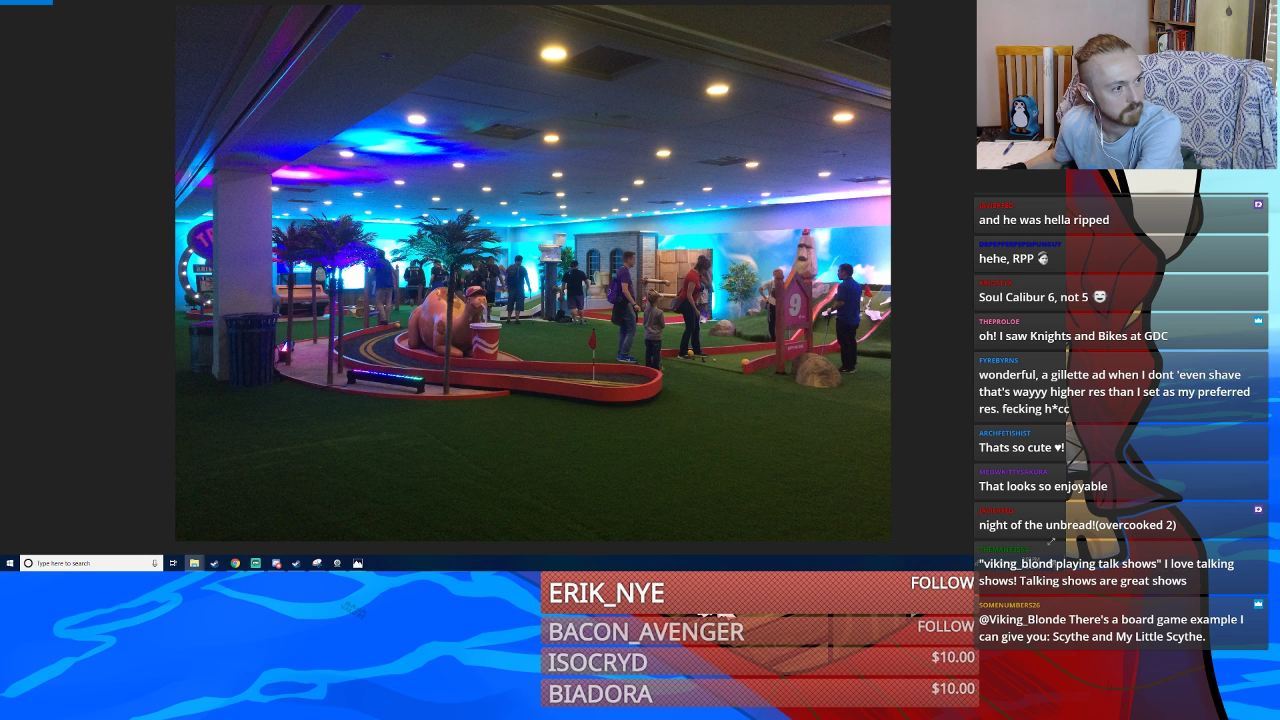 9
and he was hella ripped
hehe, RPP
Soul Calibur 6, not 5
THEPROLOE
oh! I saw Knights and Bikes at GDC
FYREBYRNS
wonderful, a gillette ad when I dont 'even shave
that's wayyy higher res than I set as my preferred
res. fecking h*cc
ARCHFETISHIST
Thats so cute ♥!
MEOWKITTYSAKURA
That looks so enjoyable
night of the unbread!(overcooked 2)
"viking_blond playing talk shows" I love talking
shows! Talking shows are great shows
SOMENUMBERS26
@Viking_Blonde There's a board game example I
can give you: Scythe and My Little Scythe.
Type here to search
ERIK_NYE FOLLOW
BACON_AVENGER FOLLOW
ISOCRYD $10.00
BIADORA $10.00